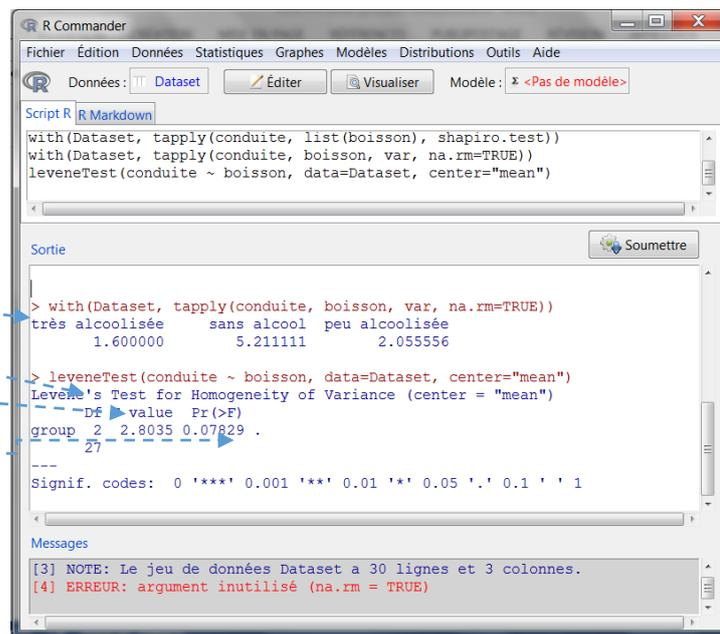 R Commander
Fichier Édition Données Statistiques Graphes Modèles Distributions Outils Aide
Données : Dataset Éditer Visualiser Modèle : Σ <Pas de modèle>
Script R R Markdown
with(Dataset, tapply(conduite, list(boisson), shapiro.test))
with(Dataset, tapply(conduite, boisson, var, na.rm=TRUE))
leveneTest(conduite ~ boisson, data=Dataset, center="mean")
Sortie Soumettre
> with(Dataset, tapply(conduite, boisson, var, na.rm=TRUE))
très alcoolisée sans alcool peu alcoolisée
1.600000 5.211111 2.055556
> leveneTest(conduite ~ boisson, data=Dataset, center="mean")
Levene's Test for Homogeneity of Variance (center = "mean")
Df value Pr(>F)
group 2 2.8035 0.07829 .
27
---
Signif. codes: 0 '***' 0.001 '**' 0.01 '*' 0.05 '.' 0.1 ' ' 1
Messages
[3] NOTE: Le jeu de données Dataset a 30 lignes et 3 colonnes.
[4] ERREUR: argument inutilisé (na.rm = TRUE)